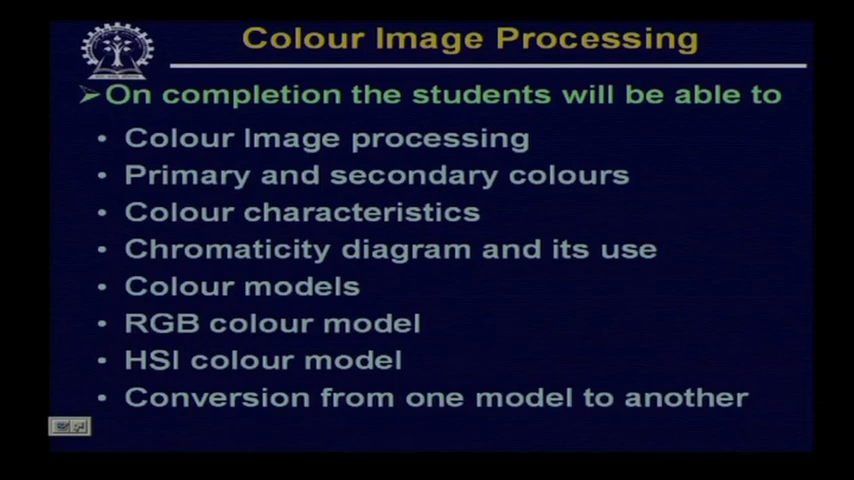 Colour Image Processing
➢On completion the students will be able to
• Colour Image processing
• Primary and secondary colours
• Colour characteristics
• Chromaticity diagram and its use
• Colour models
• RGB colour model
• HSI colour model
• Conversion from one model to another